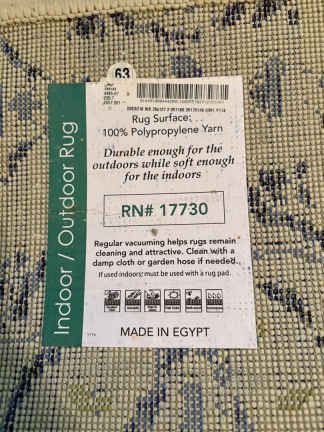 63
Rug Surface:
100% Polypropylene Yarn
Durable enough for the
outdoors while soft enough
for the indoors
RN# 17730
Regular vacuuming helps rugs remain
cleaning and attractive. Clean with a
damp cloth or garden hose if needed.
If used indoors, must be used with a rug pad.
MADE IN EGYPT
Indoor / Outdoor Rug